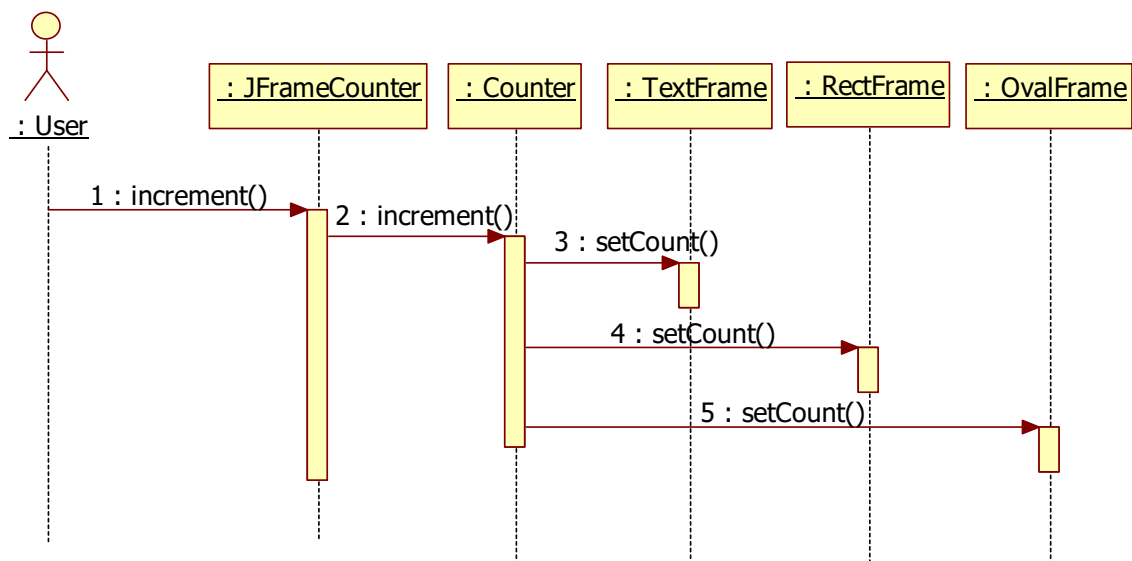 : User
: JFrameCounter
: Counter
: TextFrame
: RectFrame
: OvalFrame
1 : increment()
2 : increment()
3 : setCount()
4 : setCount()
5 : setCount()